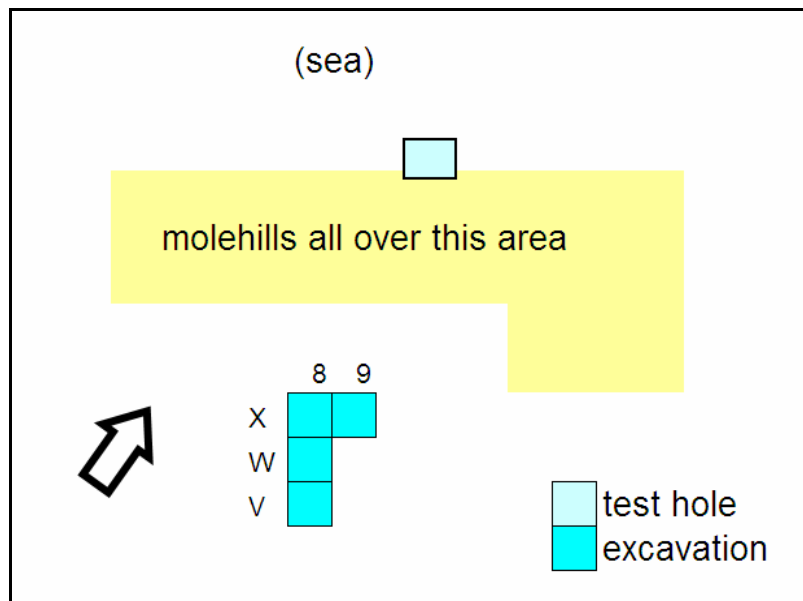 (sea)
molehills all over this area
8 9
X
W
V
test hole
excavation